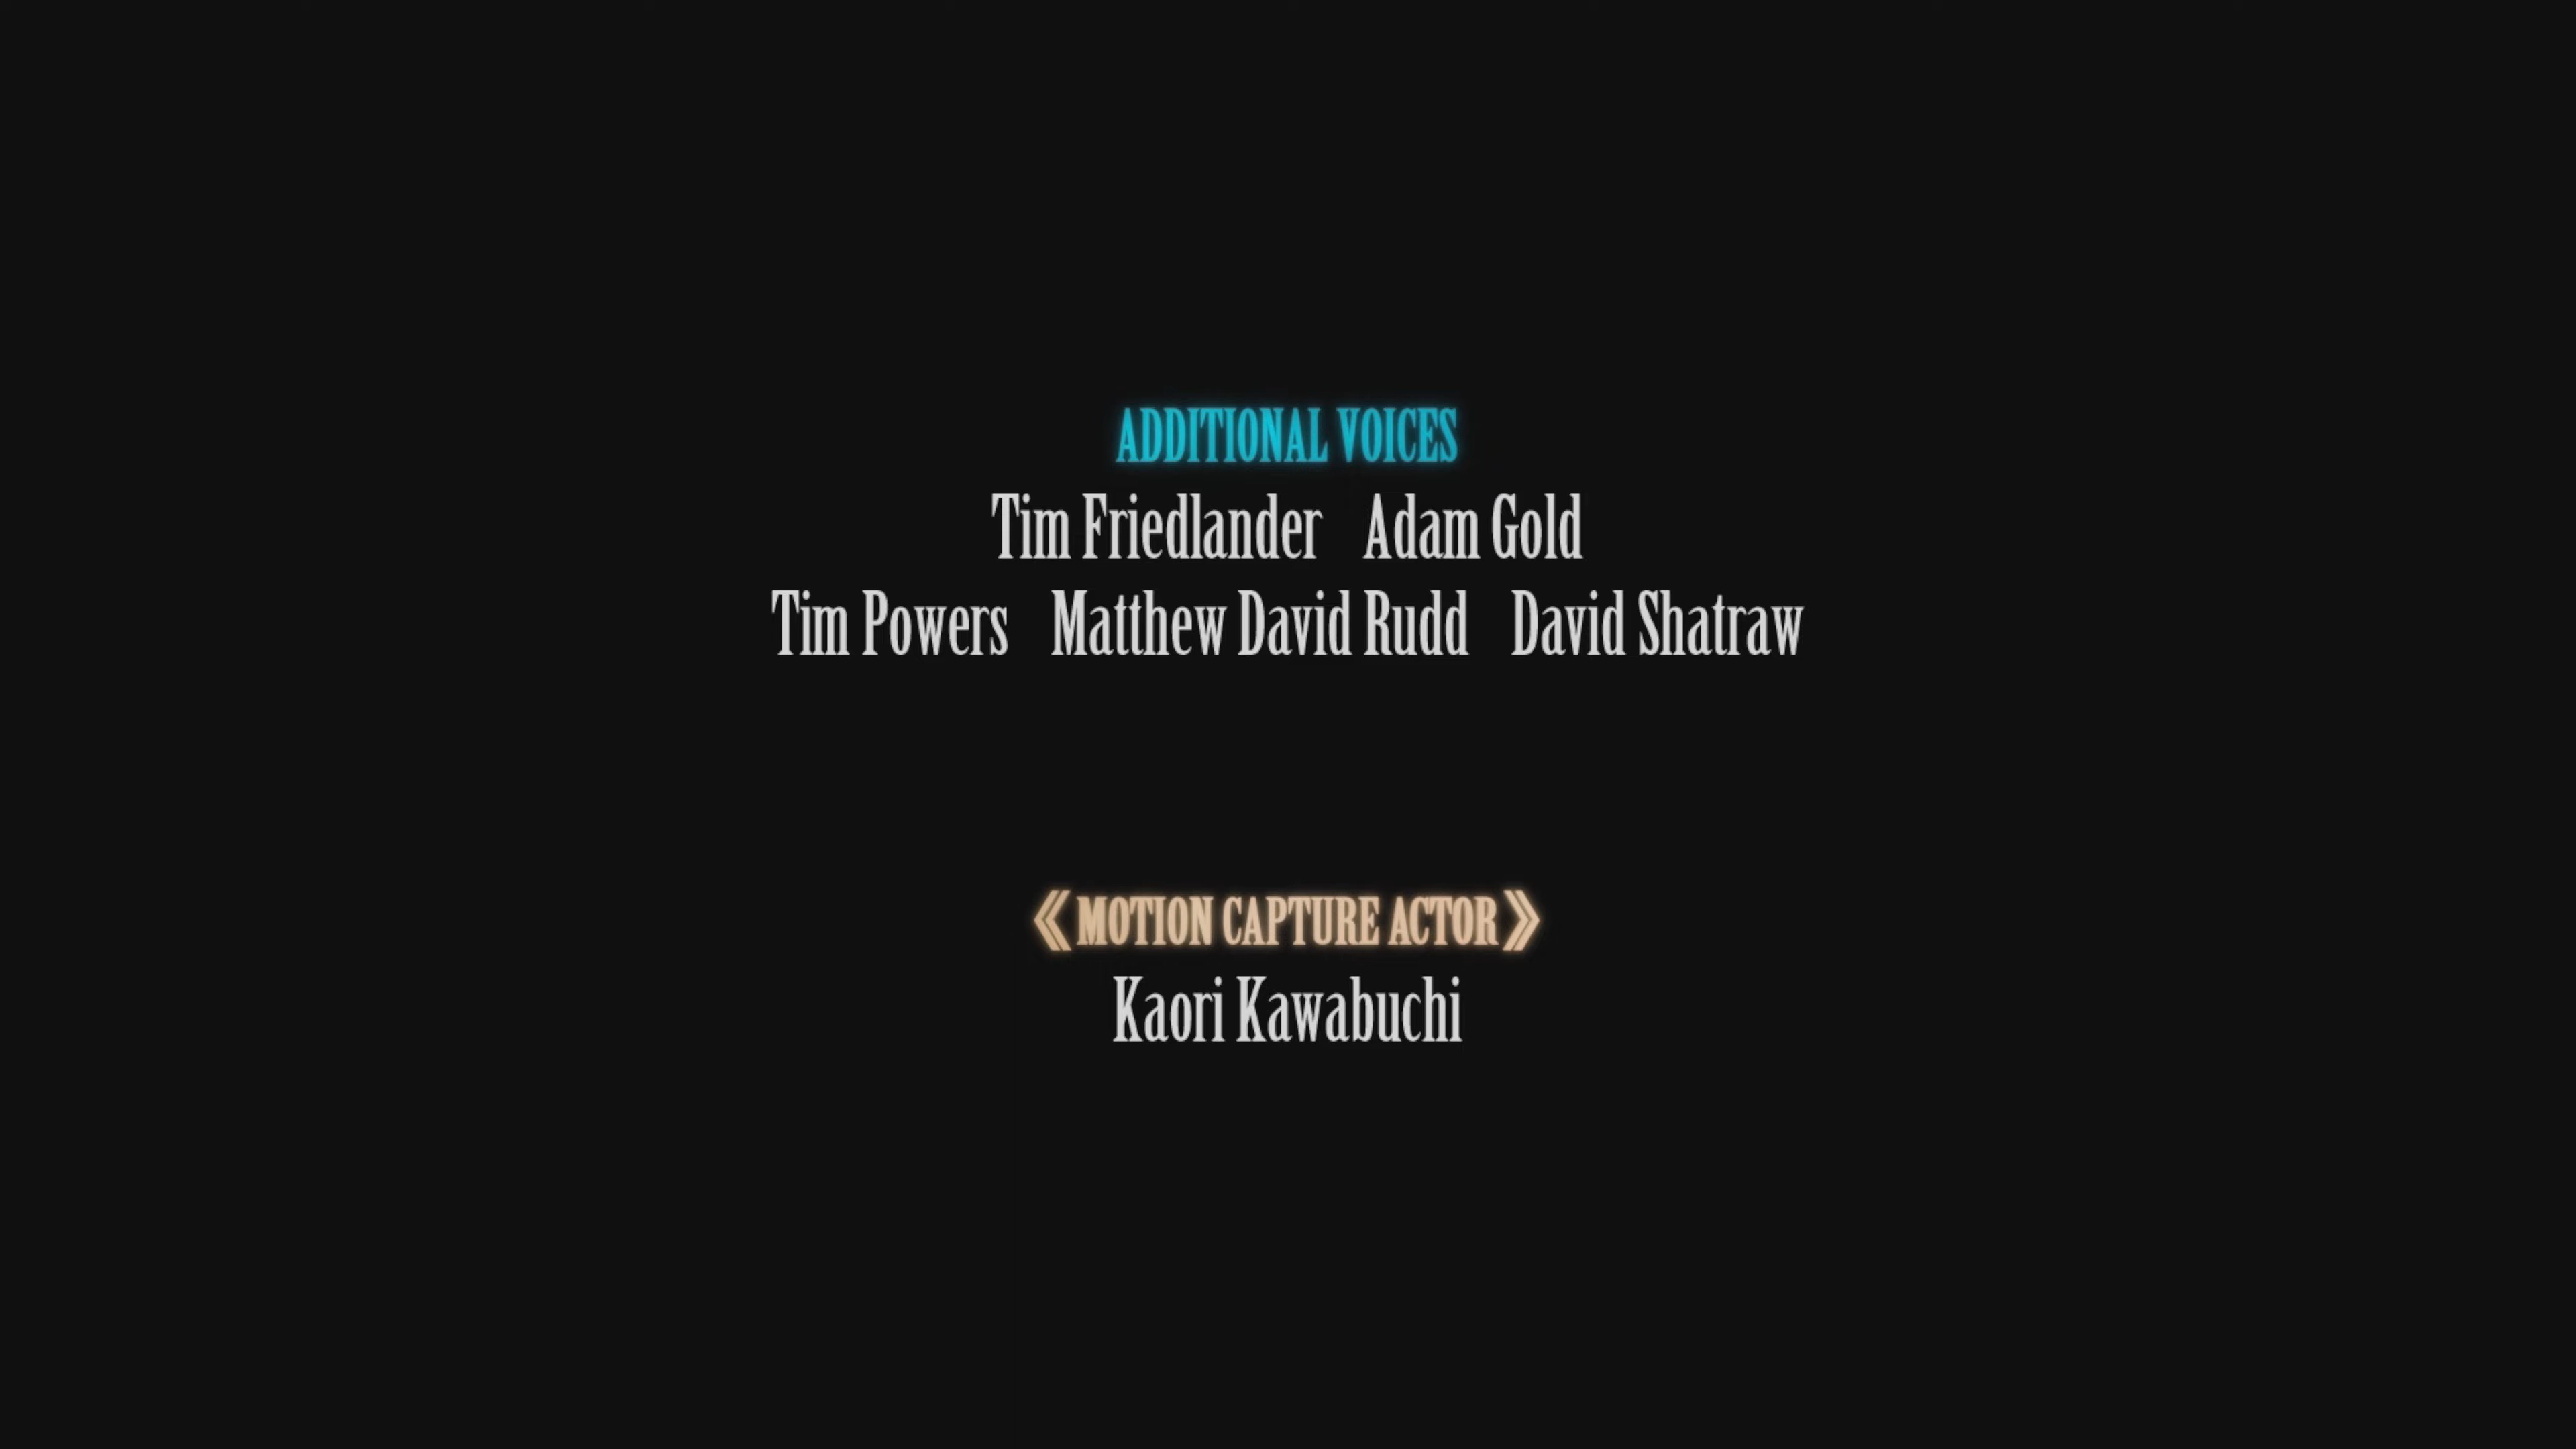 ADDITIONAL VOICES
Tim Friedlander Adam Gold
Tim Powers Matthew David Rudd David Shatraw
《MOTION CAPTURE ACTOR》
Kaori Kawabuchi